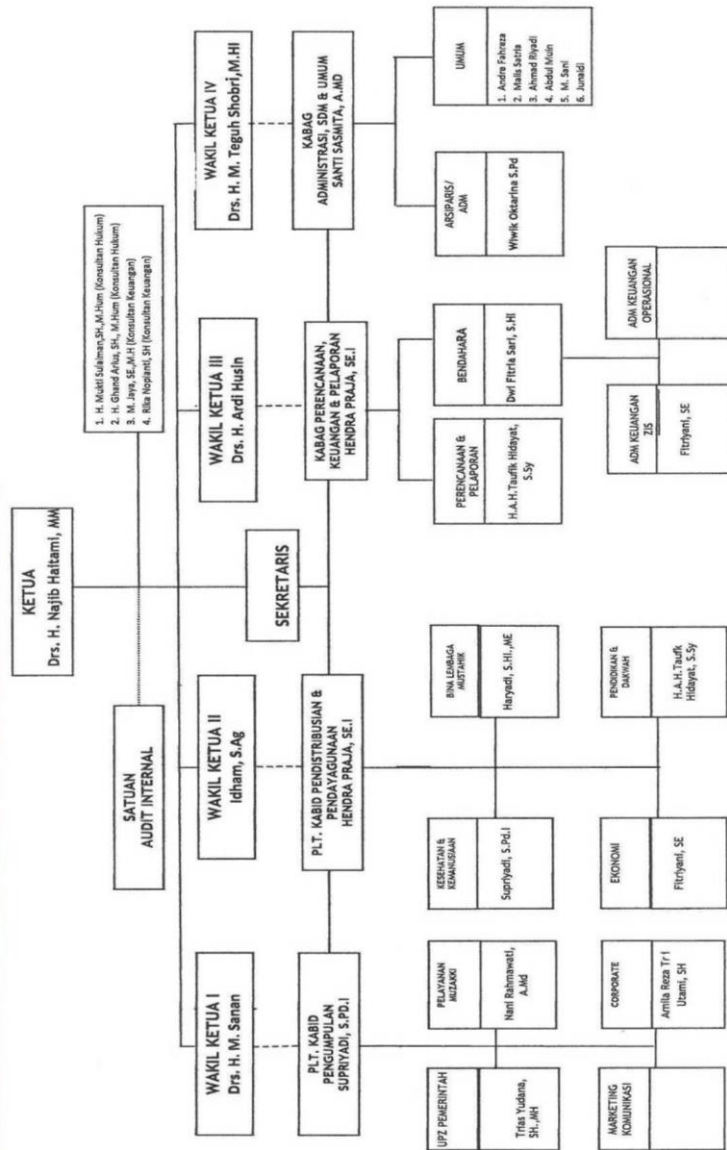 KETUA
Drs. H. Najib Haitami, MM
SATUAN
AUDIT INTERNAL
1. H. Mukti Sulaiman,SH.,M.Hum (Konsultan Hukum)
2. H. Ghand Arius, SH., M.Hum (Konsultan Hukum)
3. M. Jaya, SE.,M.H (Konsultan Keuangan)
4. Rika Nopianti, SH (Konsultan Keuangan)
WAKIL KETUA I
Drs. H. M. Sanan
WAKIL KETUA II
Idham, S.Ag
WAKIL KETUA III
Drs. H. Ardi Husin
WAKIL KETUA IV
Drs. H. M. Teguh Shobri,M.HI
SEKRETARIS
PLT. KABID
PENGUMPULAN
SUPRIYADI, S.PD.I
PLT. KABID PENDISTRIBUSIAN &
PENDAYAGUNAAN
HENDRA PRAJA, SE.I
KABAG PERENCANAAN,
KEUANGAN & PELAPORAN
HENDRA PRAJA, SE.I
KABAG
ADMINISTRASI, SDM & UMUM
SANTI SASMITA, A.MD
UPZ PEMERINTAH
Trias Yudana,
SH.,MH
PELAYANAN
MUZAKKI
Nani Rahmawati,
A.Md
KESEHATAN &
KEMANUSIAAN
Supriyadi, S.Pd.I
BINA LEMBAGA
MUSTAHIK
Haryadi, S.HI.,ME
PERENCANAAN &
PELAPORAN
H.A.H.Taufik Hidayat,
S.Sy
BENDAHARA
Dwi Fitria Sari, S.HI
ARSIPARIS/
ADM
Wiwik Oktarina S.Pd
UMUM
1. Andre Fahreza
2. Malis Satria
3. Ahmad Riyadi
4. Abdul Muin
5. M. Sani
6. Junaidi
MARKETING
KOMUNIKASI
CORPORATE
Amila Reza Tri
Utami, SH
EKONOMI
Fitriyani, SE
PENDIDIKAN &
DAKWAH
H.A.H.Taufk
Hidayat, S.Sy
ADM KEUANGAN
ZIS
Fitriyani, SE
ADM KEUANGAN
OPERASIONAL